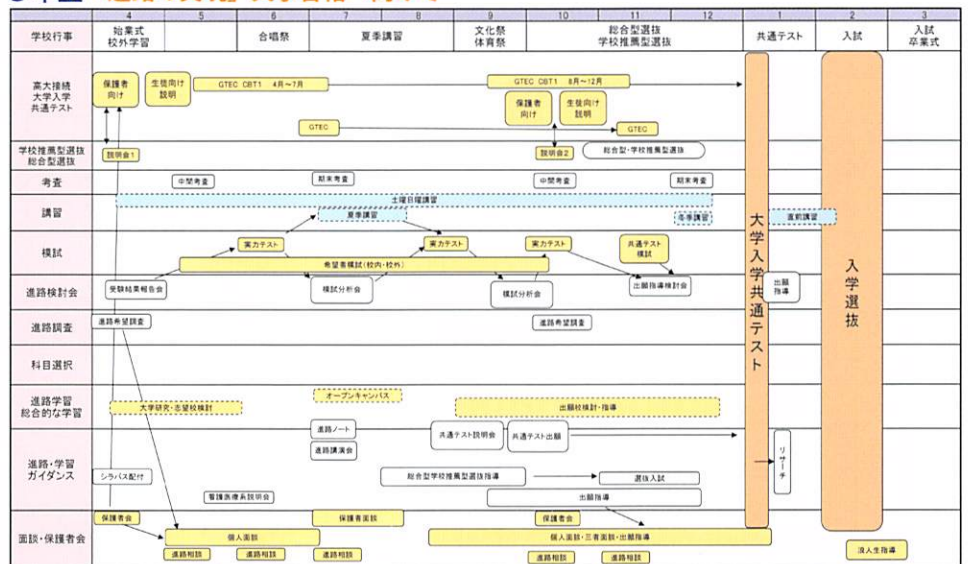 4 5 6 7 8 9 10 11 12 1 2 3
学校行事
始業式
校外学習
合唱祭
夏季講習
文化祭
体育祭
総合型選抜
学校推薦型選抜
共通テスト
入試
入試
卒業式
高大接続
大学入学
共通テスト
保護者
向け
生徒向け
説明
GTEC CBT1 4月～7月
GTEC CBT1 8月～12月
保護者
向け
生徒向け
説明
GTEC
GTEC
学校推薦型選抜
総合型選抜
説明会1
説明会2
総合型・学校推薦型選抜
考査
中間考査
期末考査
中間考査
期末考査
講習
土曜日曜講習
夏季講習
冬季講習
直前講習
模試
実力テスト
実力テスト
実力テスト
共通テスト
模試
希望者模試(校内・校外)
進路検討会
受験結果報告会
模試分析会
模試分析会
出願指導検討会
出願
指導
大学入学共通テスト
入学選抜
進路調査
進路希望調査
進路希望調査
科目選択
進路学習
総合的な学習
大学研究・志望校検討
オープンキャンパス
出願校検討・指導
進路・学習
ガイダンス
進路ノート
進路講演会
共通テスト説明会
共通テスト出願
リサーチ
シラバス配付
総合型学校推薦型選抜指導
選抜入試
看護医療系説明会
出願指導
面談・保護者会
保護者会
保護者面談
保護者会
個人面談
個人面談・三者面談・出願指導
進路相談
進路相談
進路相談
進路相談
進路相談
浪人生指導